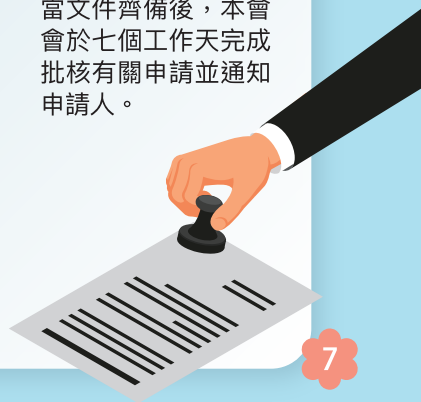 當文件齊備後，本會
會於七個工作天完成
批核有關申請並通知
申請人。
7